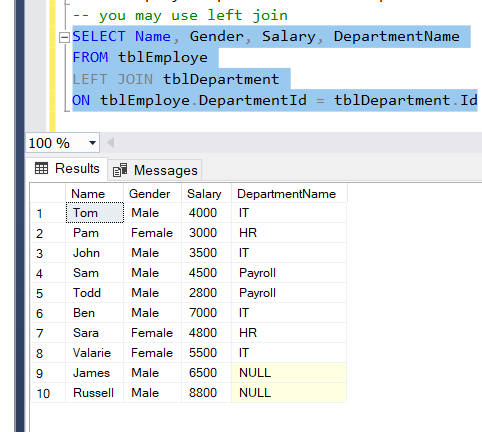 -- you may use left join
SELECT Name, Gender, Salary, DepartmentName
FROM tblEmploye
LEFT JOIN tblDepartment
ON tblEmploye.DepartmentId = tblDepartment.Id
100 %
Results Messages
Name Gender Salary DepartmentName
1 Tom Male 4000 IT
2 Pam Female 3000 HR
3 John Male 3500 IT
4 Sam Male 4500 Payroll
5 Todd Male 2800 Payroll
6 Ben Male 7000 IT
7 Sara Female 4800 HR
8 Valarie Female 5500 IT
9 James Male 6500 NULL
10 Russell Male 8800 NULL